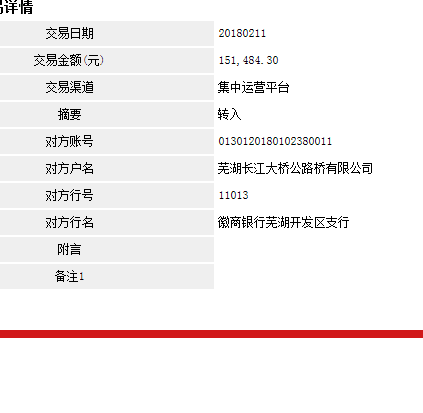 易详情
交易日期 20180211
交易金额(元) 151,484.30
交易渠道 集中运营平台
摘要 转入
对方账号 0130120180102380011
对方户名 芜湖长江大桥公路桥有限公司
对方行号 11013
对方行名 徽商银行芜湖开发区支行
附言
备注1